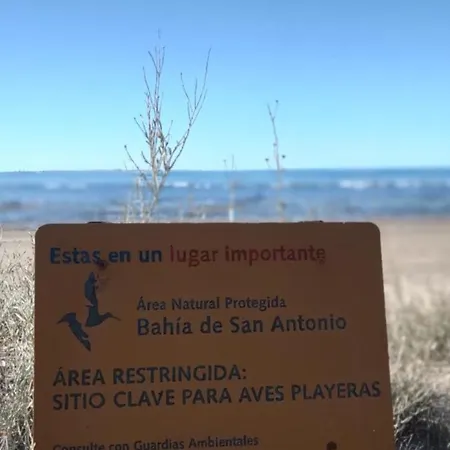 Estas en un lugar importante
Área Natural Protegida
Bahía de San Antonio
ÁREA RESTRINGIDA:
SITIO CLAVE PARA AVES PLAYERAS
Consulte con Guardias Ambientales